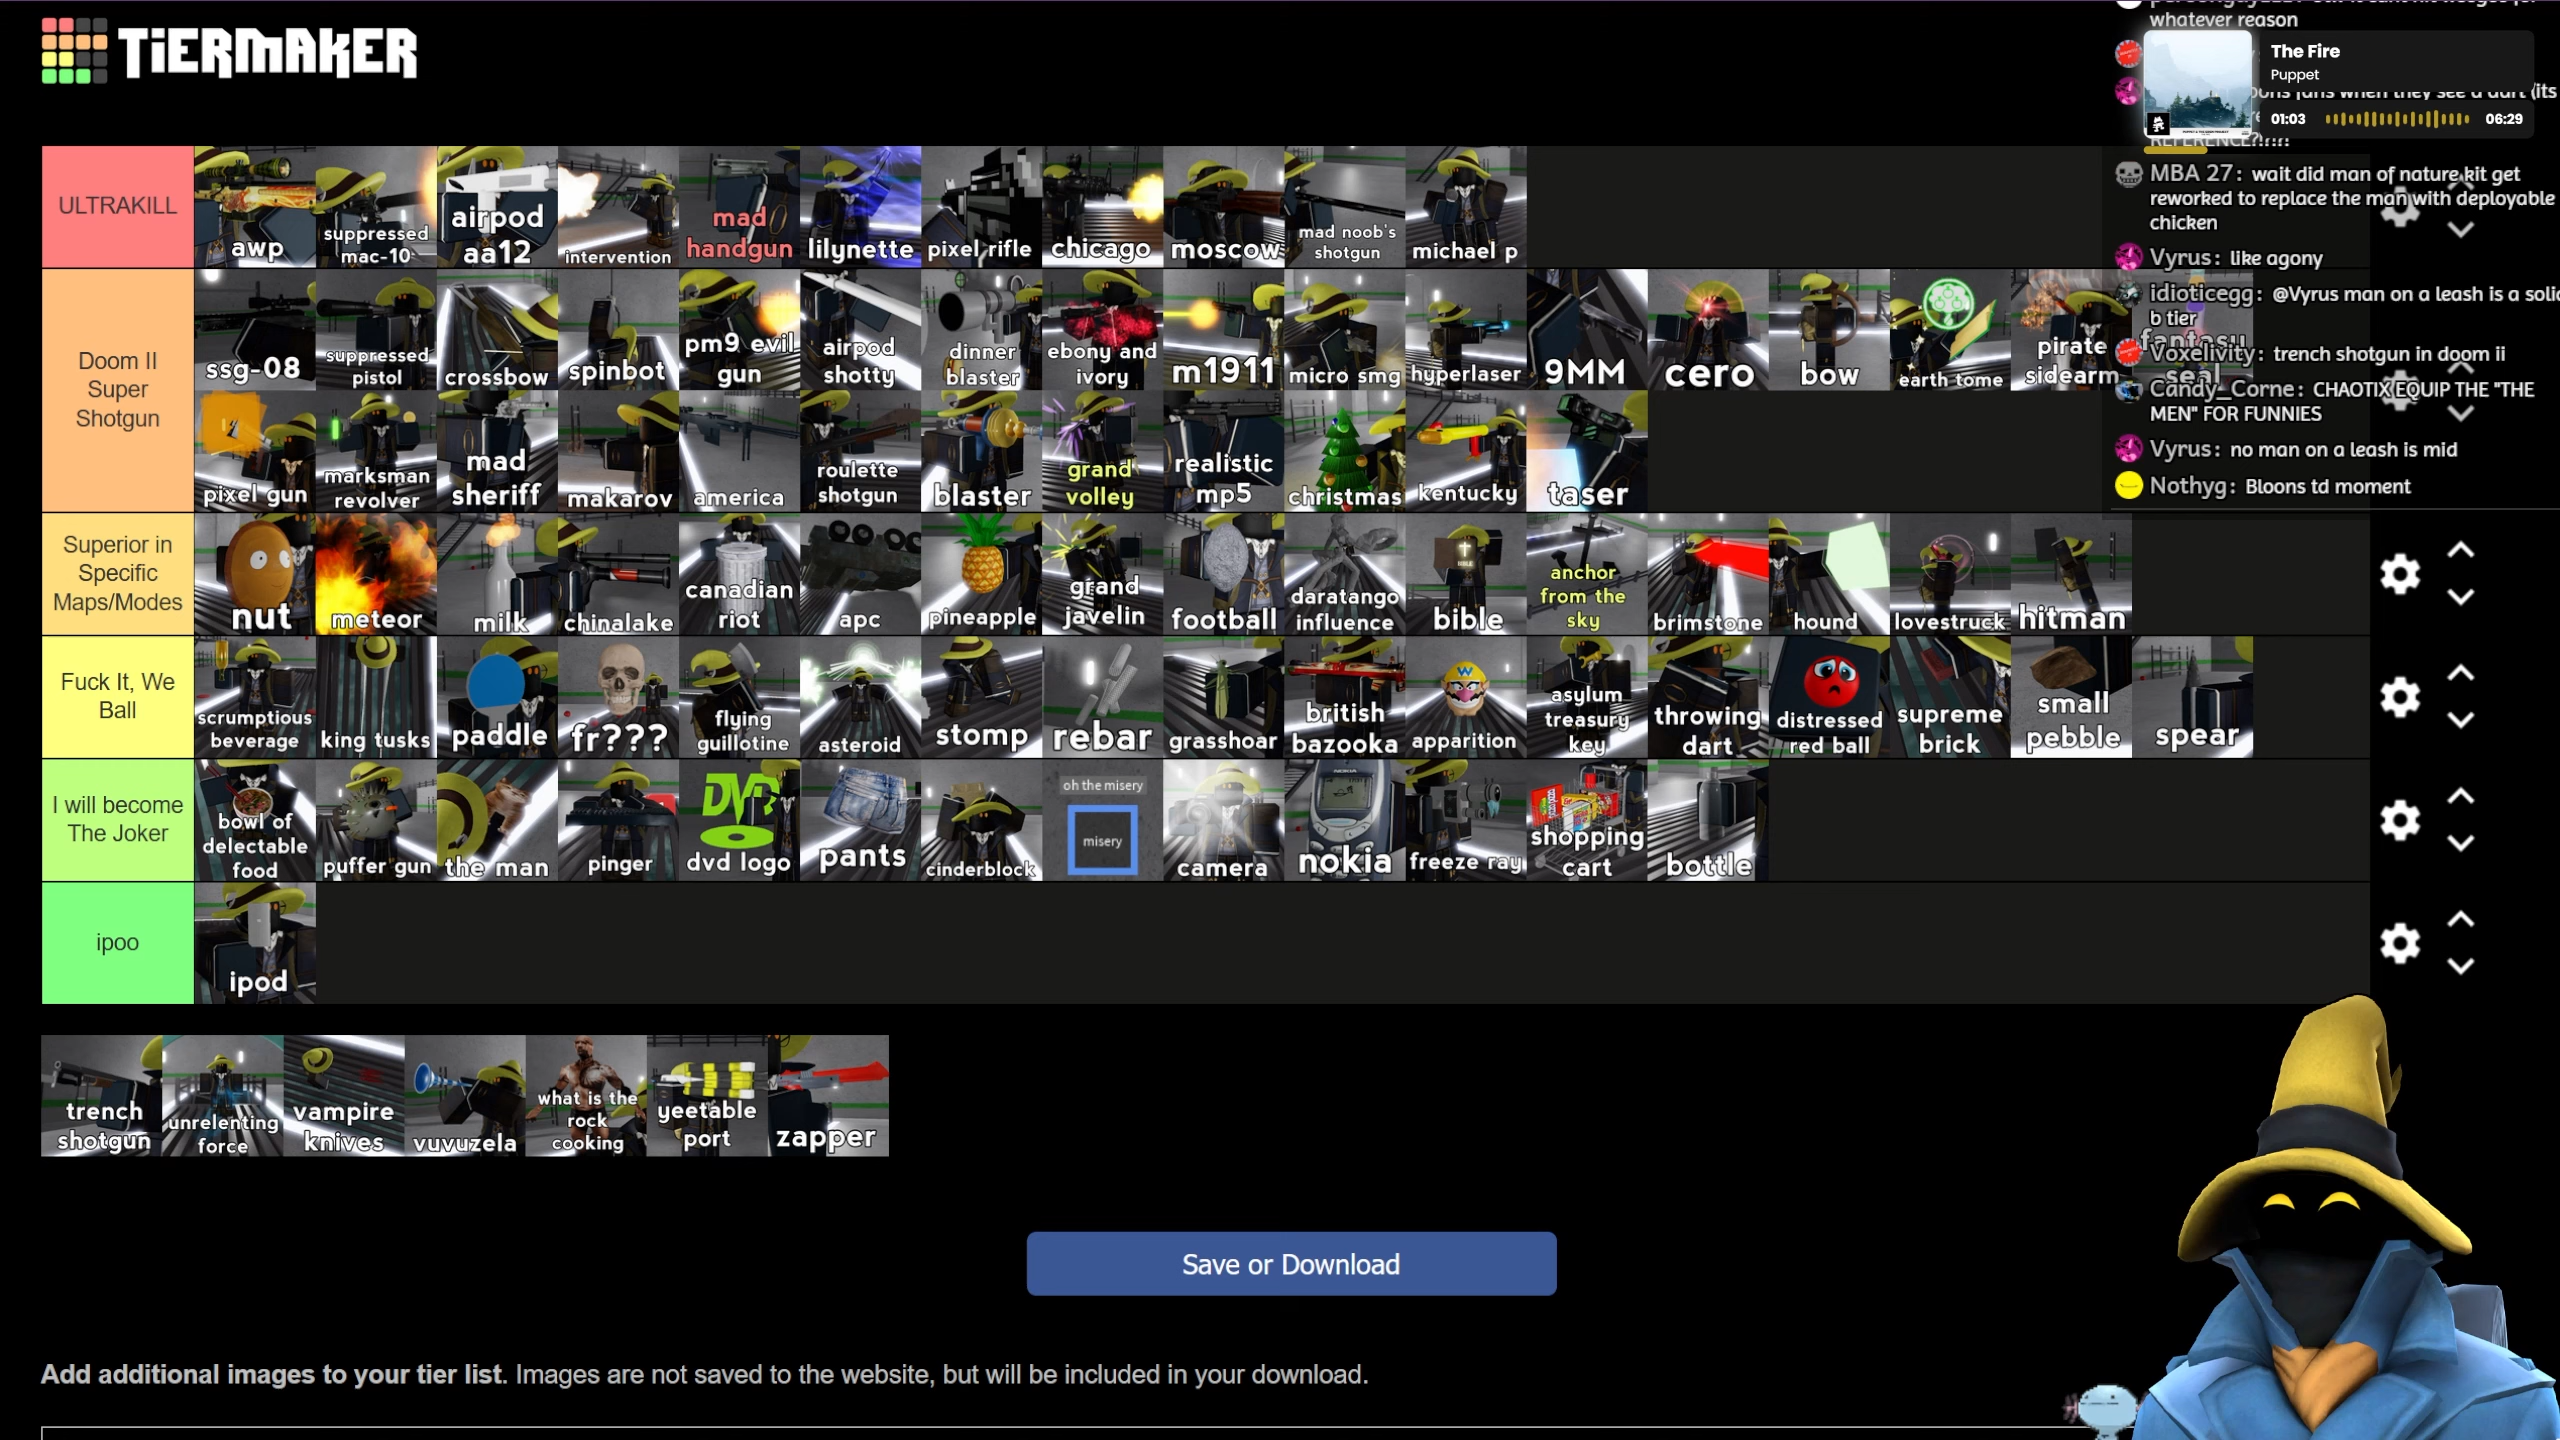 TiERMAKER
whatever reason
The Fire
Puppet
01:03
06:29
REFERENCE?!?!
MBA 27: wait did man of nature kit get
reworked to replace the man with deployable
chicken
Vyrus: like agony
idioticegg: @Vyrus man on a leash is a solid
b tier
Voxelivity: trench shotgun in doom ii
Candy_Corne: CHAOTIX EQUIP THE "THE
MEN" FOR FUNNIES
Vyrus: no man on a leash is mid
Nothyg: Bloons td moment
ULTRAKILL
awp
suppressed
mac-10
airpod
aa12
intervention
mad
handgun
lilynette
pixel rifle
chicago
moscow
mad noob's
shotgun
michael p
Doom II
Super
Shotgun
ssg-08
suppressed
pistol
crossbow
spinbot
pm9 evil
gun
airpod
shotty
dinner
blaster
ebony and
ivory
m1911
micro smg
hyperlaser
9MM
cero
bow
earth tome
pirate
sidearm
fantasy
seal
pixel gun
marksman
revolver
mad
sheriff
makarov
america
roulette
shotgun
blaster
grand
volley
realistic
mp5
christmas
kentucky
taser
Superior in
Specific
Maps/Modes
nut
meteor
milk
chinalake
canadian
riot
apc
pineapple
grand
javelin
football
daratango
influence
bible
anchor
from the
sky
brimstone
hound
lovestruck
hitman
Fuck It, We
Ball
scrumptious
beverage
king tusks
paddle
fr???
flying
guillotine
asteroid
stomp
rebar
grasshoar
british
bazooka
apparition
asylum
treasury
key
throwing
dart
distressed
red ball
supreme
brick
small
pebble
spear
I will become
The Joker
bowl of
delectable
food
puffer gun
the man
pinger
DVD
dvd logo
pants
cinderblock
oh the misery
misery
camera
NOKIA
nokia
freeze ray
shopping
cart
bottle
ipoo
ipod
trench
shotgun
unrelenting
force
vampire
knives
vuvuzela
what is the
rock
cooking
yeetable
port
zapper
Save or Download
Add additional images to your tier list. Images are not saved to the website, but will be included in your download.